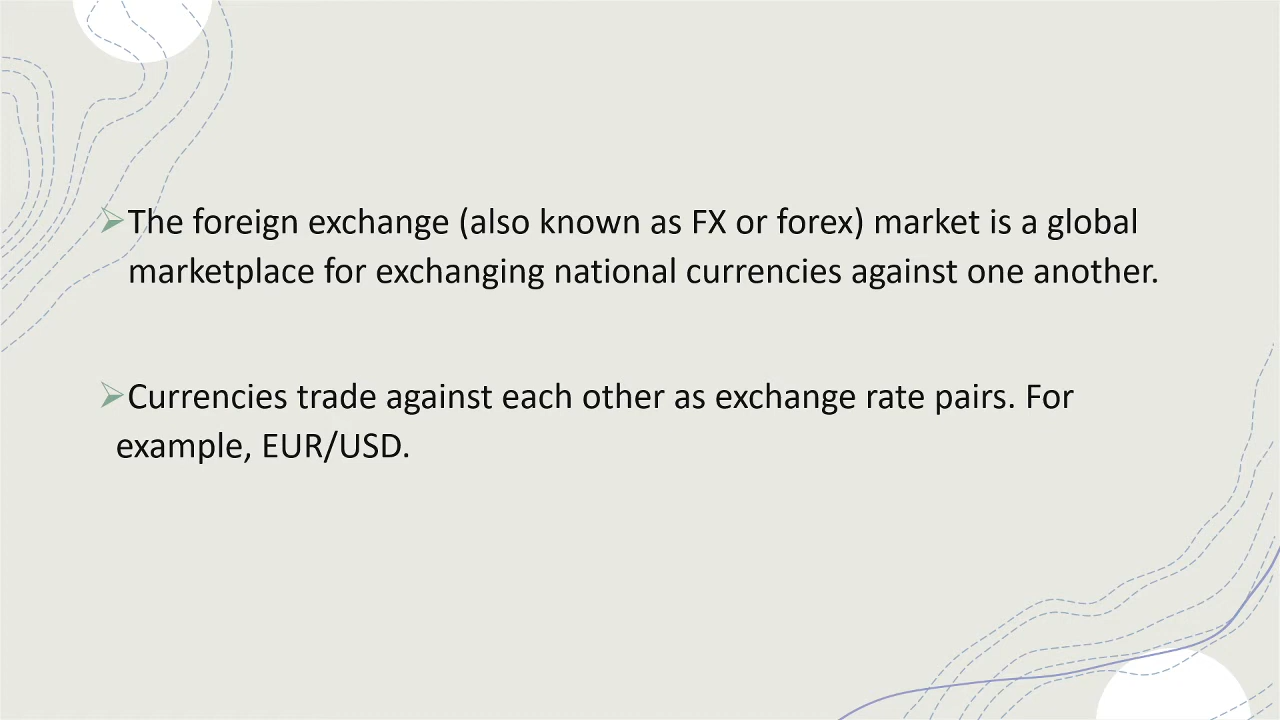 The foreign exchange (also known as FX or forex) market is a global
marketplace for exchanging national currencies against one another.
Currencies trade against each other as exchange rate pairs. For
example, EUR/USD.